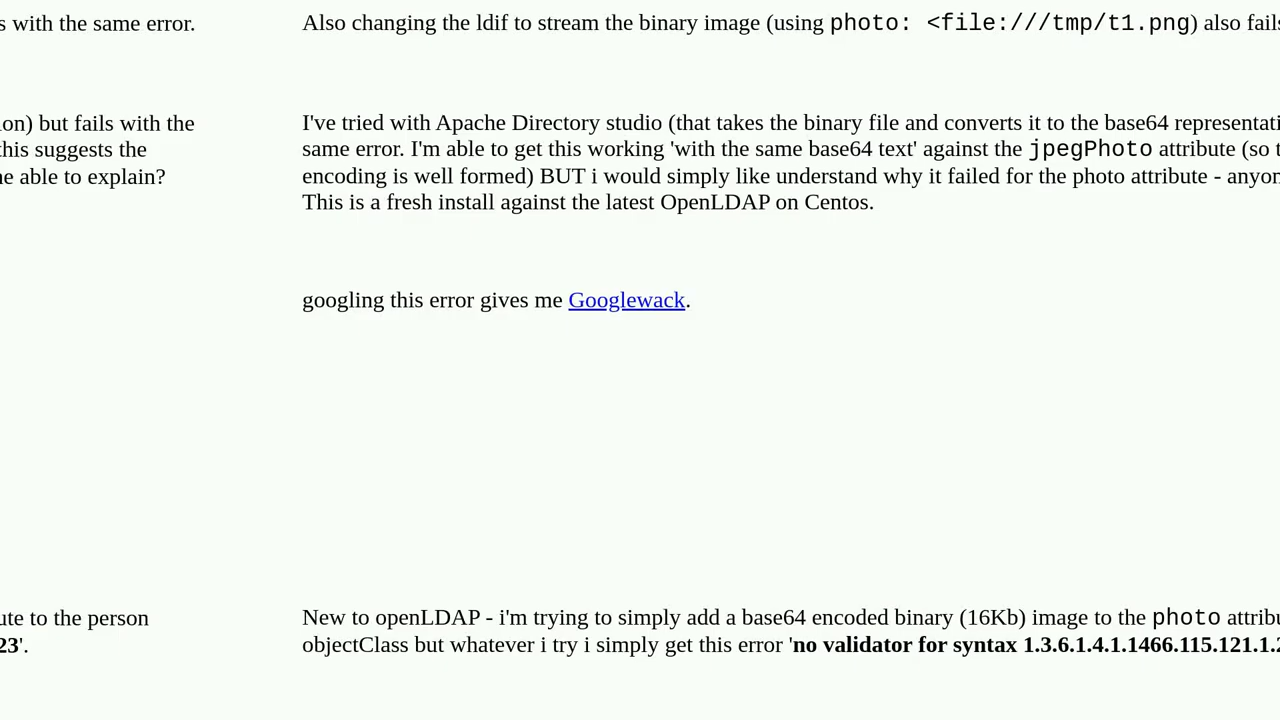 s with the same error.
Also changing the ldif to stream the binary image (using photo: <file:///tmp/t1.png) also fails
on) but fails with the
this suggests the
ne able to explain?
I've tried with Apache Directory studio (that takes the binary file and converts it to the base64 representati
same error. I'm able to get this working 'with the same base64 text' against the jpegPhoto attribute (so t
encoding is well formed) BUT i would simply like understand why it failed for the photo attribute - anyon
This is a fresh install against the latest OpenLDAP on Centos.
googling this error gives me Googlewack.
ute to the person
23'.
New to openLDAP - i'm trying to simply add a base64 encoded binary (16Kb) image to the photo attribu
objectClass but whatever i try i simply get this error 'no validator for syntax 1.3.6.1.4.1.1466.115.121.1.2